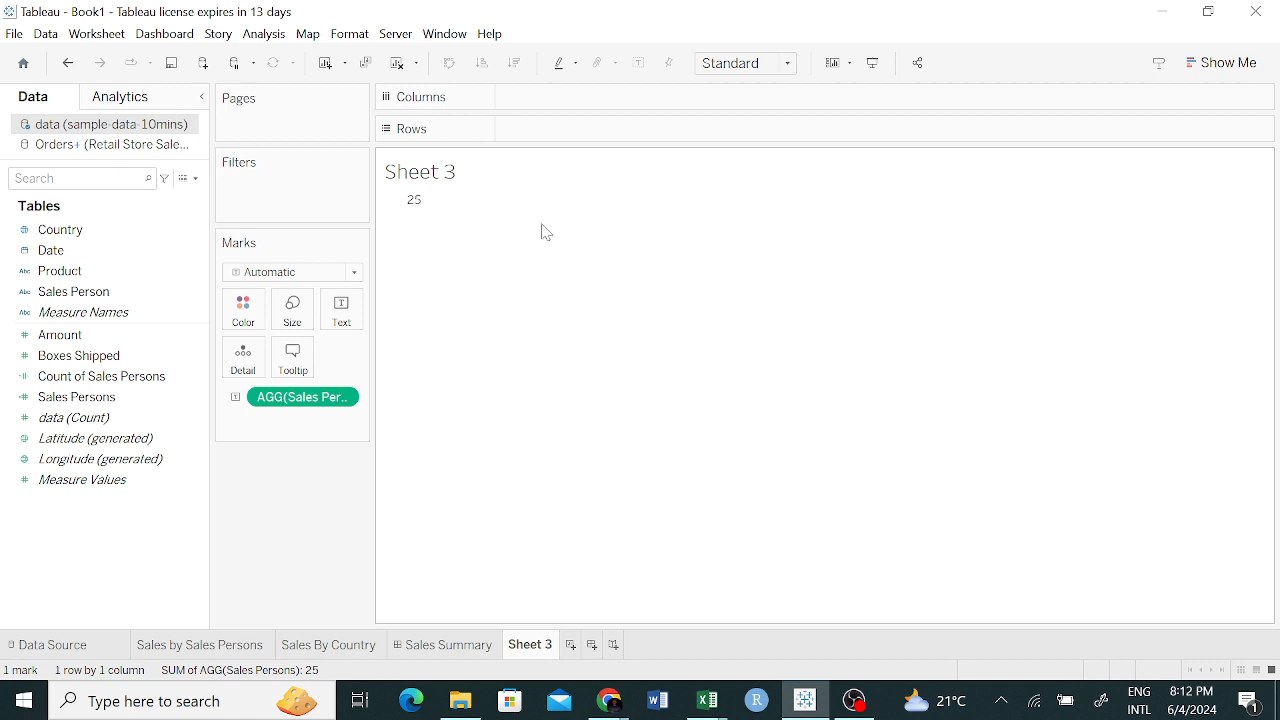 Tableau - Book1 - Tableau license expires in 13 days
File Data Worksheet Dashboard Story Analysis Map Format Server Window Help
Standard
Show Me
Data Analytics
data (sample-data-10mins)
Orders+ (Retail Store Sale...
Search
Tables
Country
Date
Abc Product
Abc Sales Person
Abc Measure Names
Amount
Boxes Shipped
Count of Sales Persons
Sales Persons
data (Count)
Latitude (generated)
Longitude (generated)
Measure Values
Pages
Filters
Marks
Automatic
Color Size Text
Detail Tooltip
AGG(Sales Per..
Columns
Rows
Sheet 3
25
Data Source Sales by Sales Persons Sales By Country Sales Summary Sheet 3
1 mark 1 row by 1 column SUM of AGG(Sales Persons): 25
Type here to search
21°C
ENG
INTL
8:12 PM
6/4/2024
1